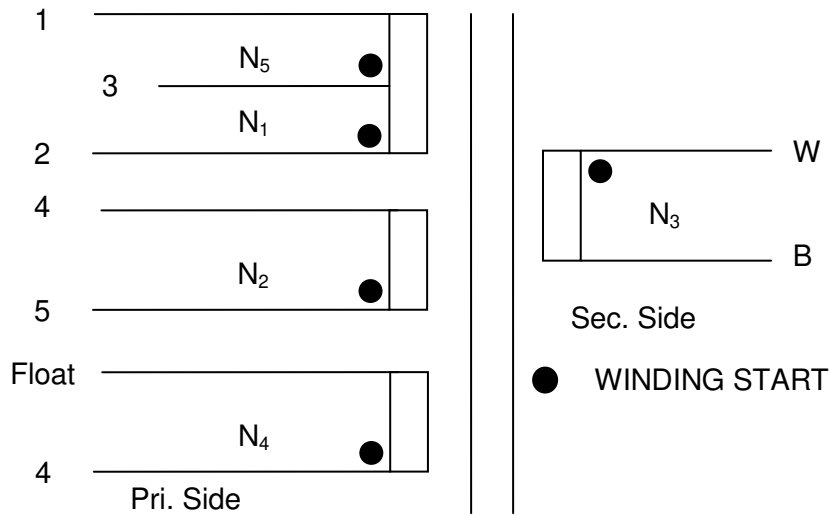 1
N₅
3
N₁
2
4
N₂
5
Float
N₄
4
Pri. Side
W
N₃
B
Sec. Side
WINDING START